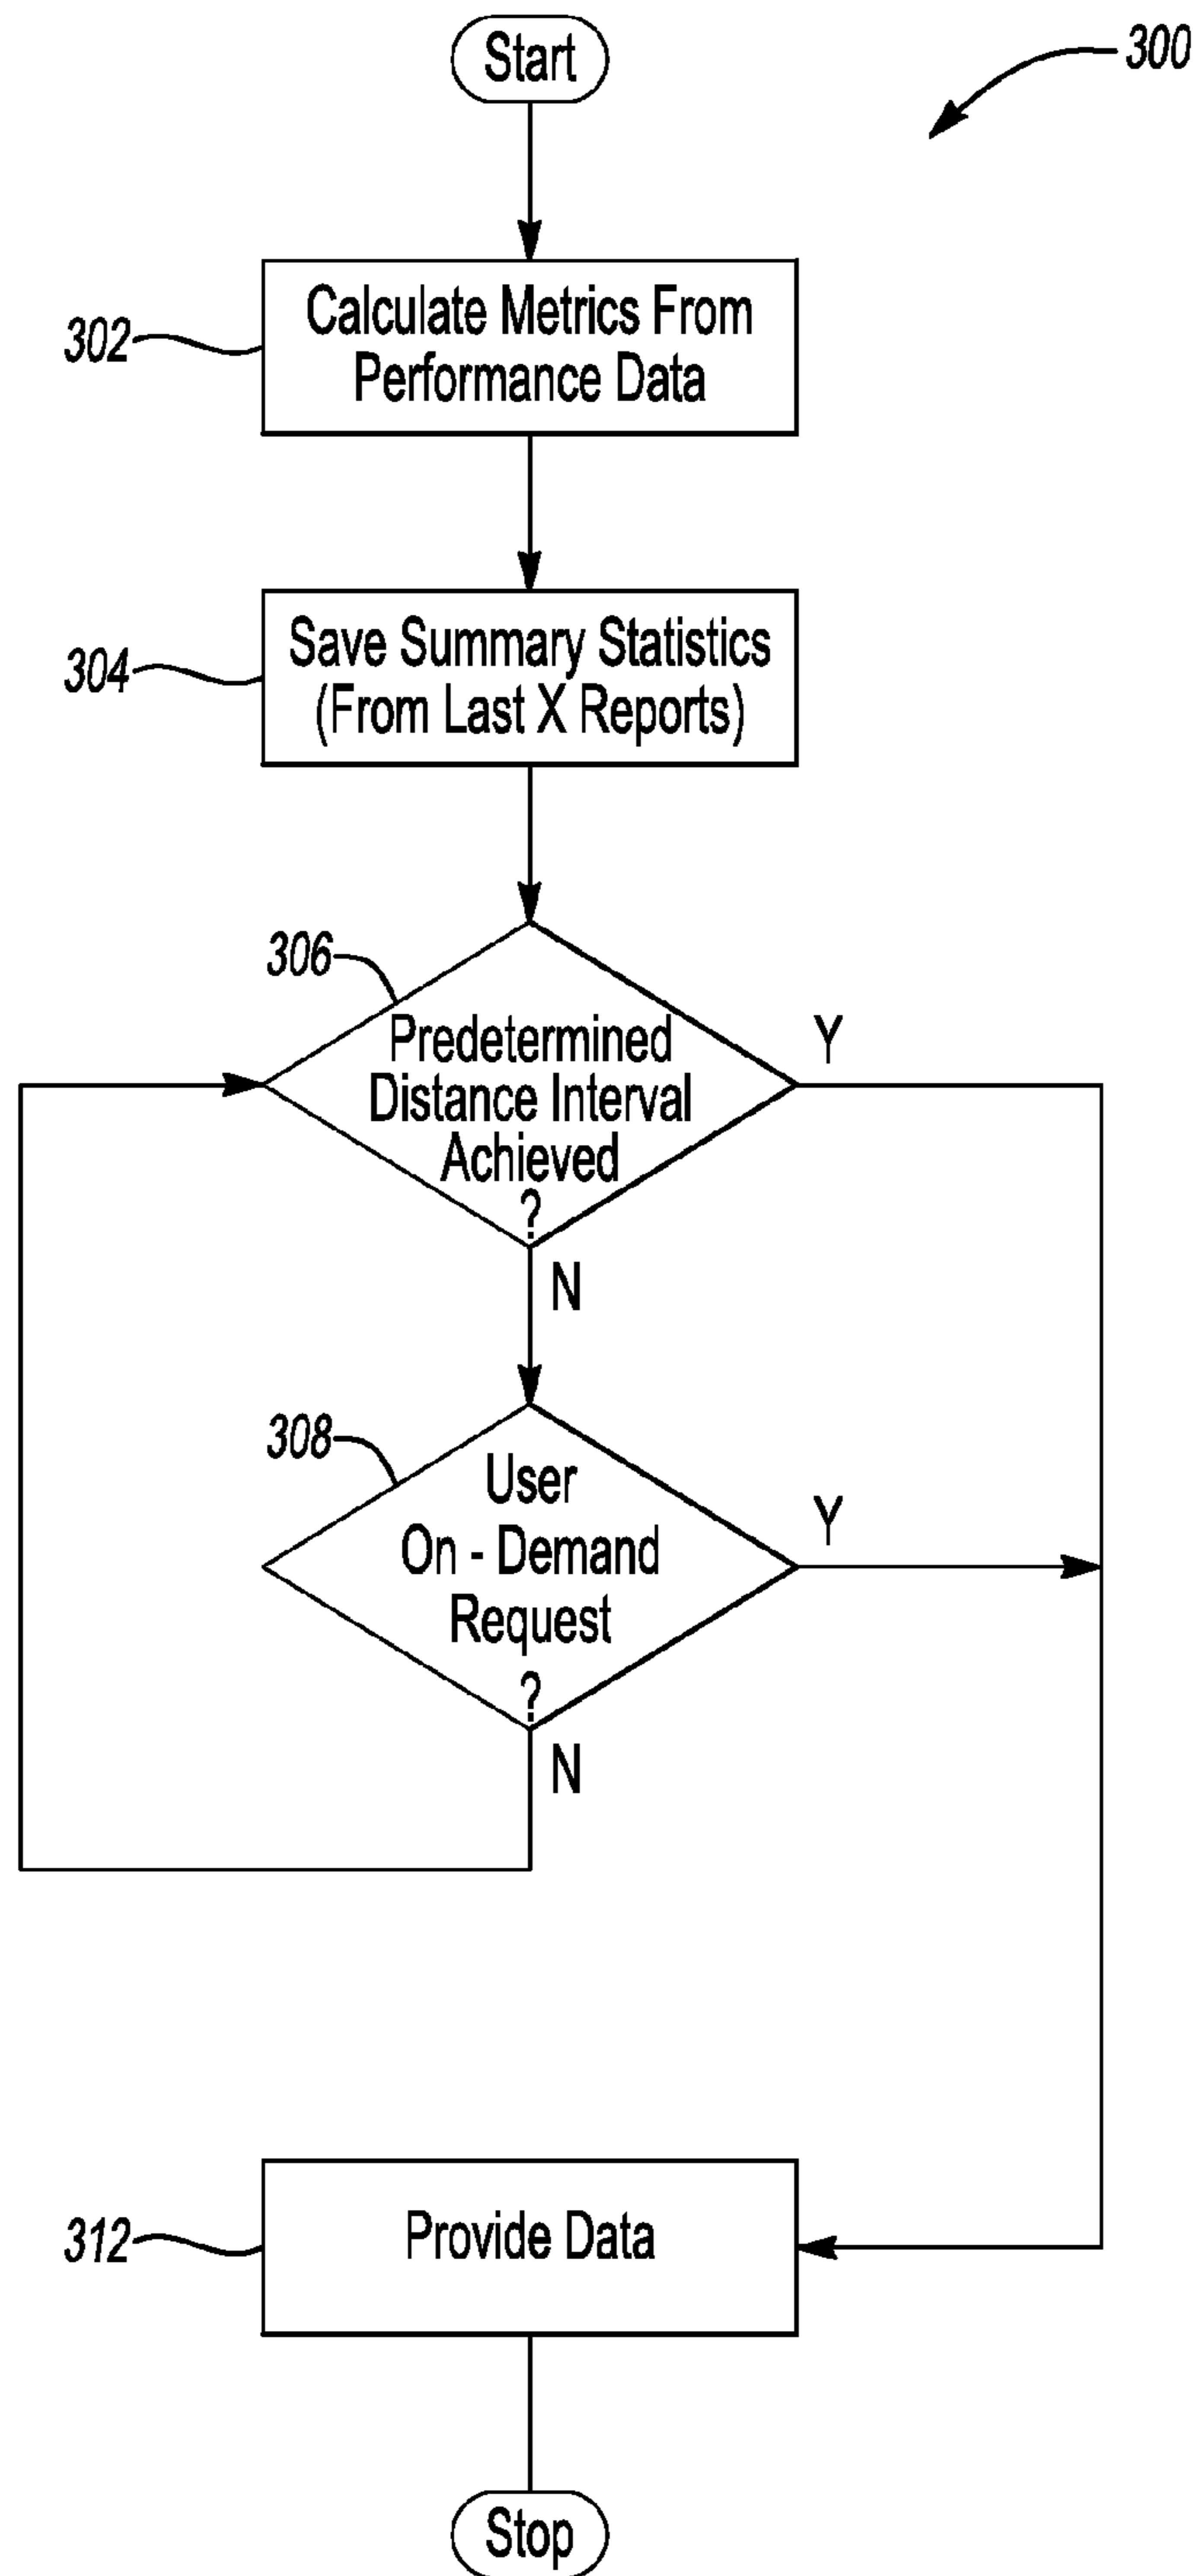 Start
300
302
Calculate Metrics From
Performance Data
304
Save Summary Statistics
(From Last X Reports)
306
Predetermined
Distance Interval
Achieved
?
Y
N
308
User
On - Demand
Request
?
Y
N
312
Provide Data
Stop